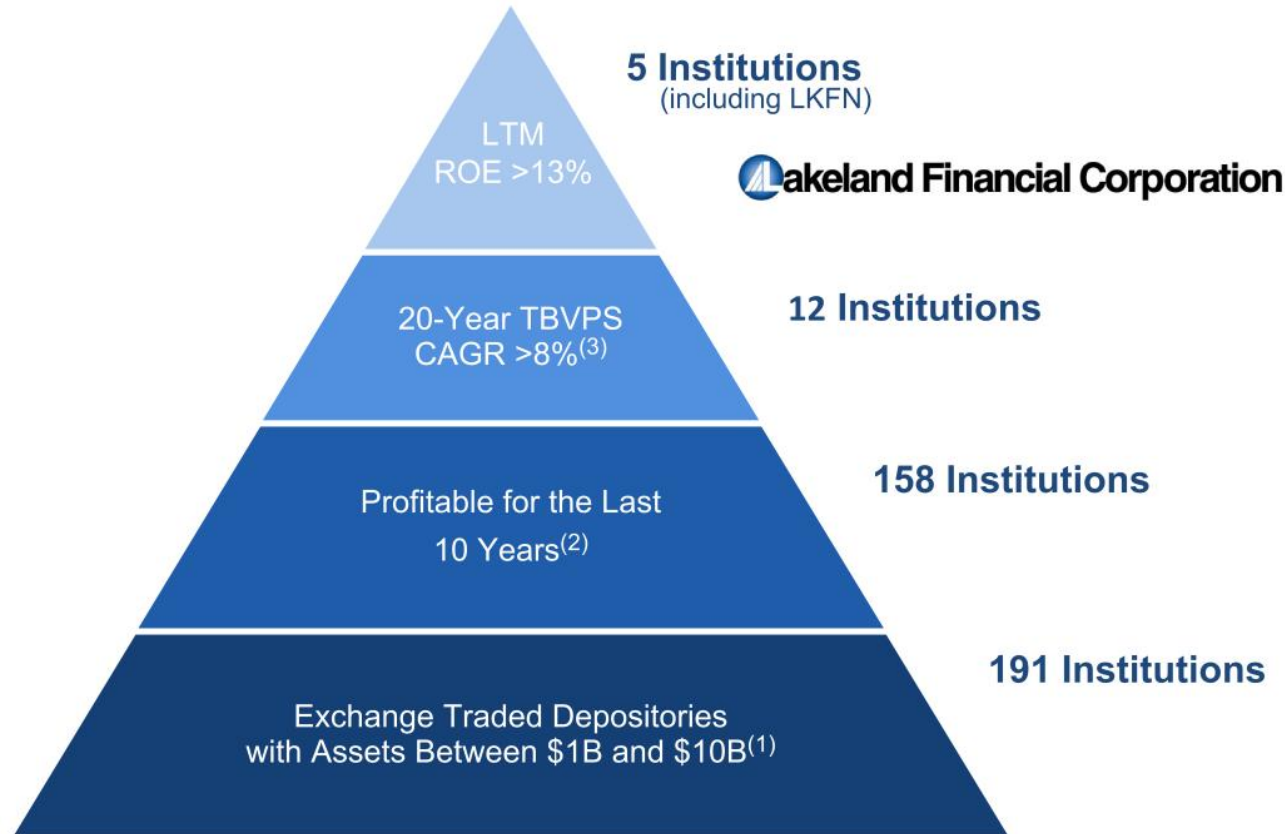 5 Institutions
(including LKFN)
LTM
ROE >13%
Lakeland Financial Corporation
20-Year TBVPS
CAGR >8%(3)
12 Institutions
Profitable for the Last
10 Years(2)
158 Institutions
191 Institutions
Exchange Traded Depositories
with Assets Between $1B and $10B(1)